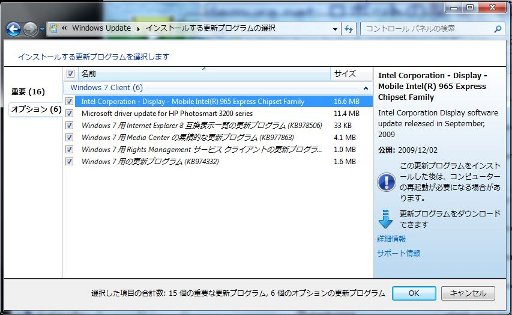 Windows Update ▸ インストールする更新プログラムの選択
コントロール パネルの検索
インストールする更新プログラムを選択します
重要 (16)
オプション (6)
名前 サイズ
Windows 7 Client (6)
Intel Corporation - Display - Mobile Intel(R) 965 Express Chipset Family 16.6 MB
Microsoft driver update for HP Photosmart 3200 series 11.4 MB
Windows 7 用 Internet Explorer 8 互換表示一覧の更新プログラム (KB978506) 33 KB
Windows 7 用 Media Center の累積的な更新プログラム (KB977863) 4.1 MB
Windows 7 用 Rights Management サービス クライアントの更新プログラ... 1.0 MB
Windows 7 用の更新プログラム (KB974332) 1.6 MB
Intel Corporation - Display -
Mobile Intel(R) 965 Express
Chipset Family
Intel Corporation Display software
update released in September,
2009
公開: 2009/12/02
この更新プログラムをインストー
ルした後は、コンピューター
の再起動が必要になる場合が
あります。
更新プログラムをダウンロード
できます
詳細情報
サポート情報
選択した項目の合計数: 15 個の重要な更新プログラム, 6 個のオプションの更新プログラム
OK
キャンセル